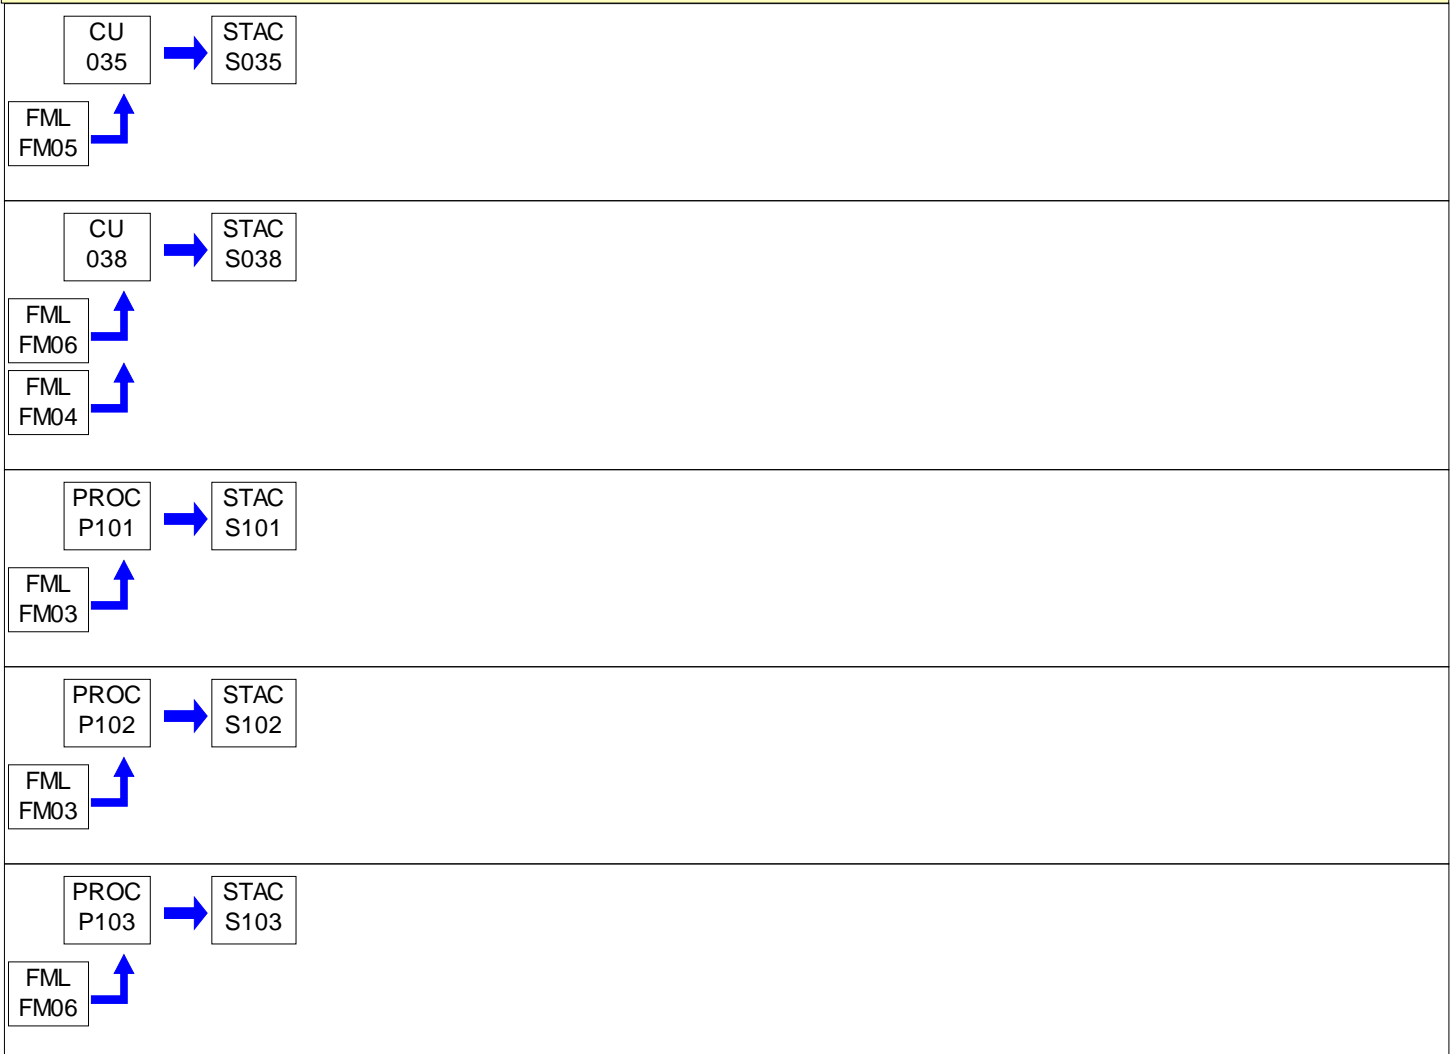 CU
035
STAC
S035
FML
FM05
CU
038
STAC
S038
FML
FM06
FML
FM04
PROC
P101
STAC
S101
FML
FM03
PROC
P102
STAC
S102
FML
FM03
PROC
P103
STAC
S103
FML
FM06